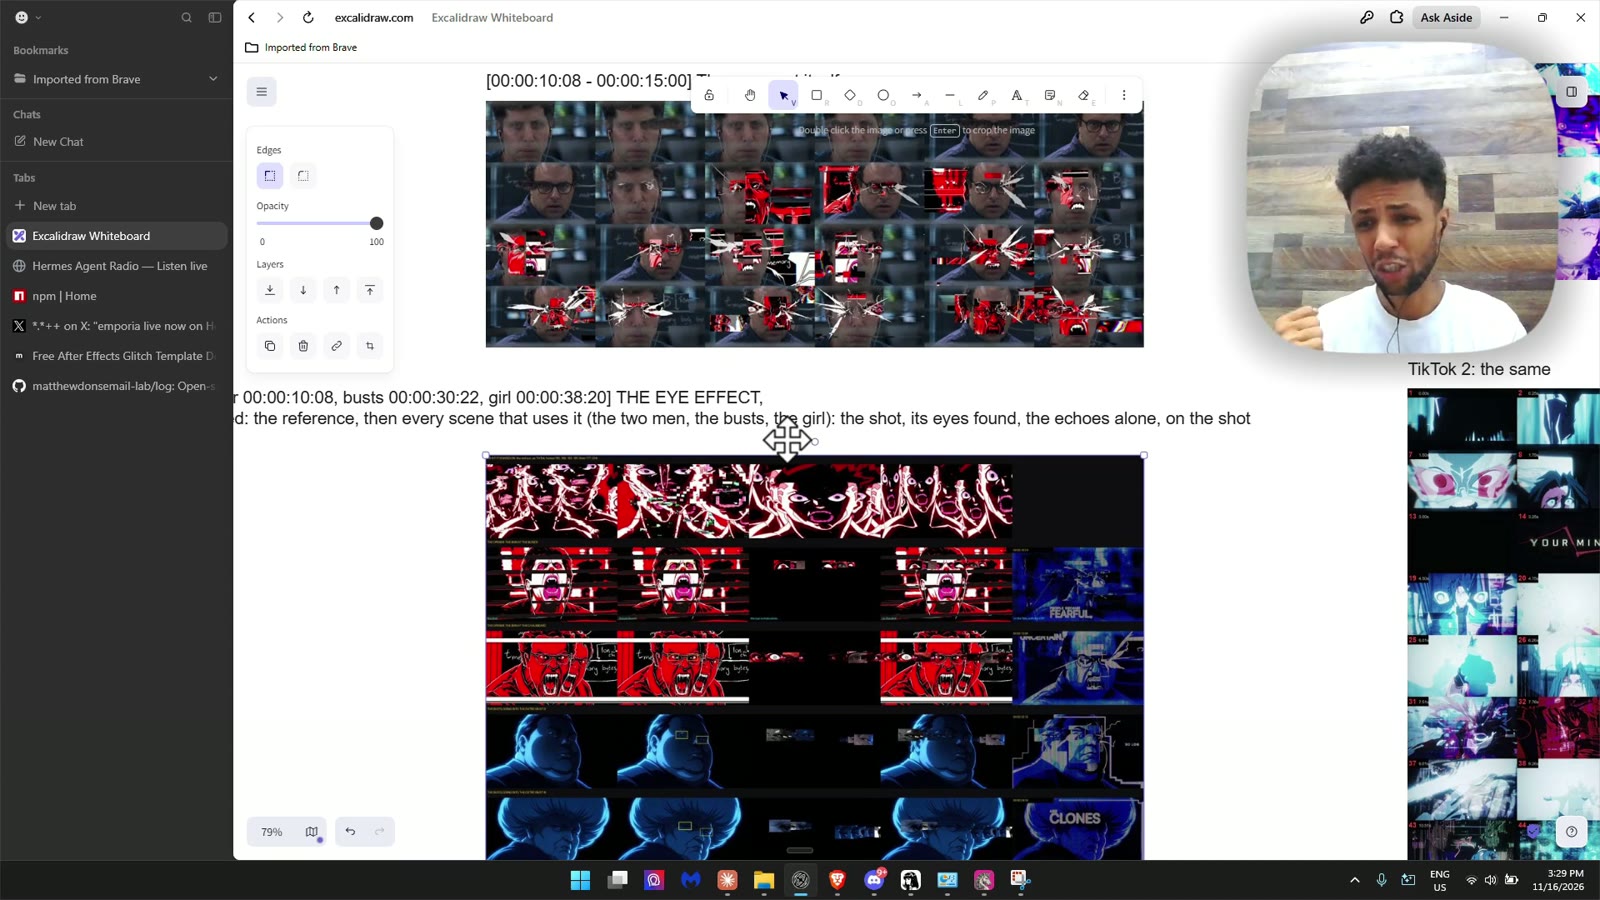 excalidraw.com
Excalidraw Whiteboard
Ask Aside
Imported from Brave
Bookmarks
Imported from Brave
Chats
New Chat
Tabs
New tab
Excalidraw Whiteboard
Hermes Agent Radio — Listen live
npm | Home
*.*++ on X: "emporia live now on H
Free After Effects Glitch Template D
matthewdonsemail-lab/log: Open-s
Edges
Opacity
0
100
Layers
Actions
79%
[00:00:10:08 - 00:00:15:00]
Double-click the image or press Enter to crop the image
r 00:00:10:08, busts 00:00:30:22, girl 00:00:38:20] THE EYE EFFECT,
ed: the reference, then every scene that uses it (the two men, the busts, the girl): the shot, its eyes found, the echoes alone, on the shot
FEARFUL,
CLONES
TikTok 2: the same
YOUR MIN
ENG
US
3:29 PM
11/16/2026